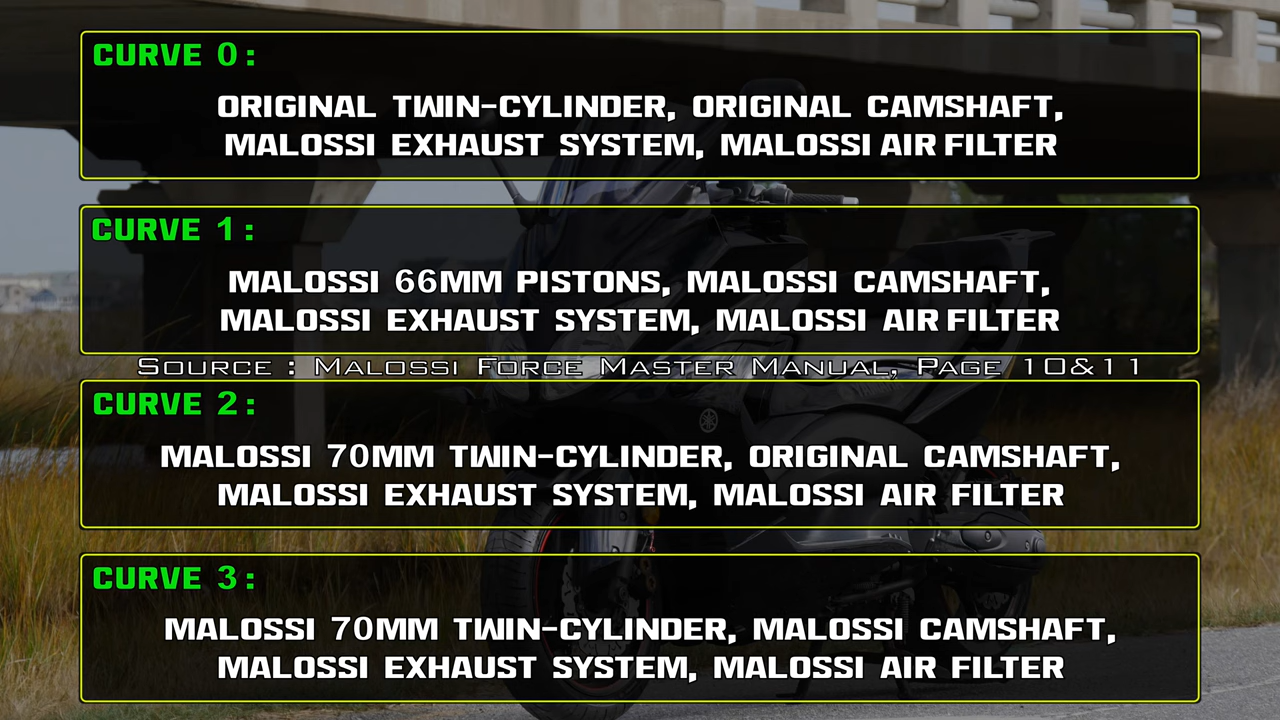 CURVE 0:
ORIGINAL TWIN-CYLINDER, ORIGINAL CAMSHAFT,
MALOSSI EXHAUST SYSTEM, MALOSSI AIR FILTER
CURVE 1:
MALOSSI 66MM PISTONS, MALOSSI CAMSHAFT,
MALOSSI EXHAUST SYSTEM, MALOSSI AIR FILTER
Source : Malossi Force Master Manual, Page 10&11
CURVE 2:
MALOSSI 70MM TWIN-CYLINDER, ORIGINAL CAMSHAFT,
MALOSSI EXHAUST SYSTEM, MALOSSI AIR FILTER
CURVE 3:
MALOSSI 70MM TWIN-CYLINDER, MALOSSI CAMSHAFT,
MALOSSI EXHAUST SYSTEM, MALOSSI AIR FILTER